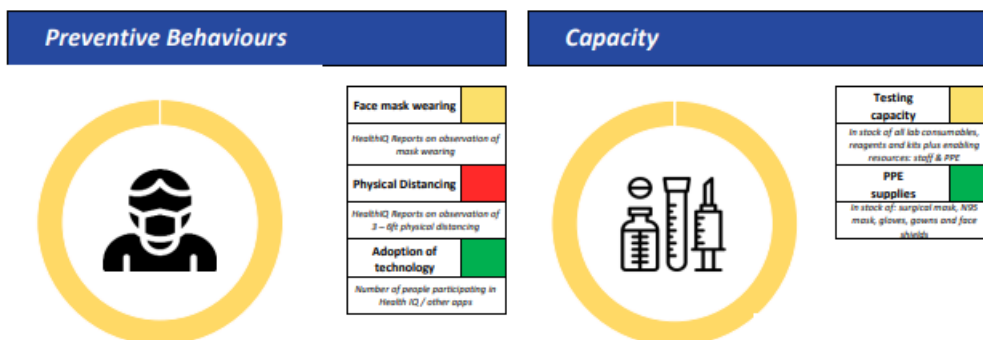 Preventive Behaviours
Face mask wearing
HealthIQ Reports on observation of
mask wearing
Physical Distancing
HealthIQ Reports on observation of
3 – 6ft physical distancing
Adoption of
technology
Number of people participating in
Health IQ / other apps
Capacity
Testing
capacity
In stock of all lab consumables,
reagents and kits plus enabling
resources: staff & PPE
PPE
supplies
In stock of: surgical mask, N95
mask, gloves, gowns and face
shields